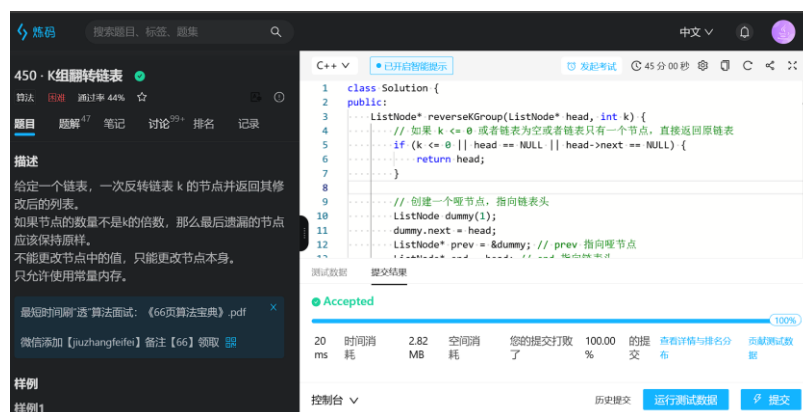 炼码
搜索题目、标签、题集
中文
450 · K组翻转链表
算法 困难 通过率 44%
题目 题解 47 笔记 讨论 99+ 排名 记录
描述
给定一个链表，一次反转链表 k 的节点并返回其修
改后的列表。
如果节点的数量不是k的倍数，那么最后遗漏的节点
应该保持原样。
不能更改节点中的值，只能更改节点本身。
只允许使用常量内存。
最短时间刷“透”算法面试：《66页算法宝典》.pdf
微信添加【jiuzhangfeifei】备注【66】领取
样例
样例1
C++ 已开启智能提示 发起考试 45 分 00 秒
1 class Solution {
2 public:
3 ListNode* reverseKGroup(ListNode* head, int k) {
4 // 如果 k <= 0 或者链表为空或者链表只有一个节点，直接返回原链表
5 if (k <= 0 || head == NULL || head->next == NULL) {
6 return head;
7 }
8
9 // 创建一个哑节点，指向链表头
10 ListNode dummy(1);
11 dummy.next = head;
12 ListNode* prev = &dummy; // prev 指向哑节点
测试数据 提交结果
Accepted
100%
20 ms 时间消耗 2.82 MB 空间消耗 您的提交打败了 100.00 % 的提交 查看详情与排名分布 贡献测试数据
控制台 历史提交 运行测试数据 提交